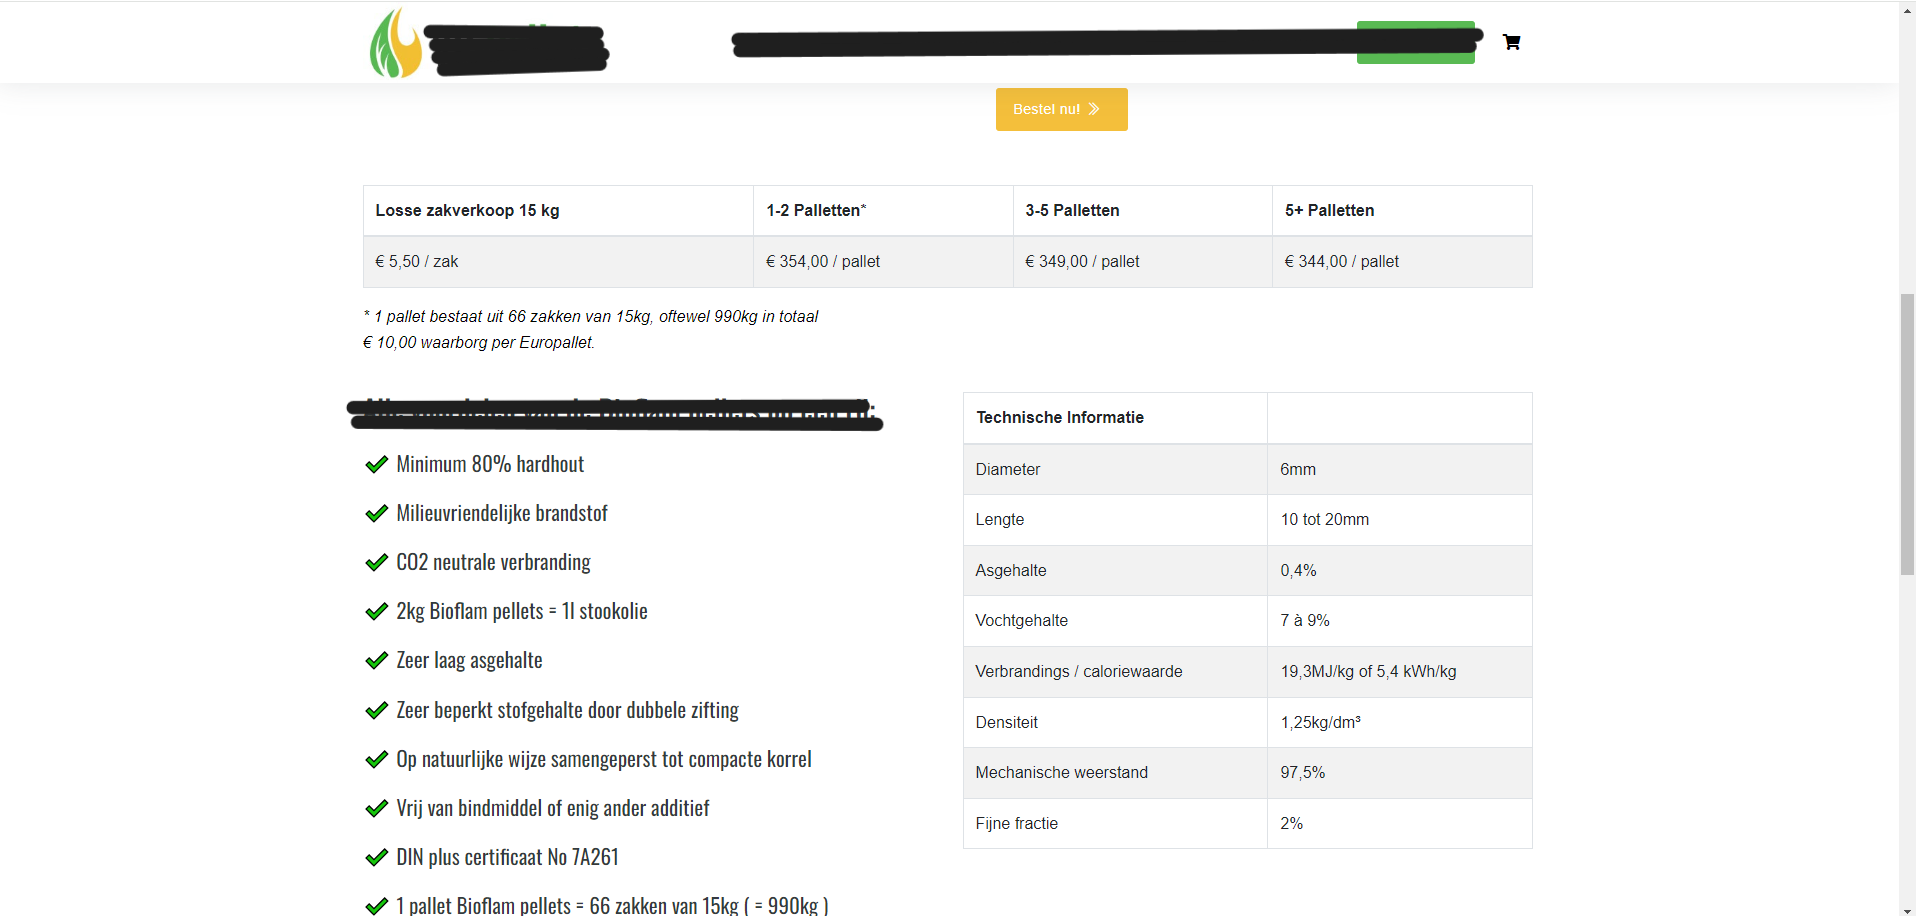 Bestel nu!
Losse zakverkoop 15 kg 1-2 Palletten* 3-5 Palletten 5+ Palletten
€ 5,50 / zak € 354,00 / pallet € 349,00 / pallet € 344,00 / pallet
* 1 pallet bestaat uit 66 zakken van 15kg, oftewel 990kg in totaal
€ 10,00 waarborg per Europallet.
Minimum 80% hardhout
Milieuvriendelijke brandstof
CO2 neutrale verbranding
2kg Bioflam pellets = 1l stookolie
Zeer laag asgehalte
Zeer beperkt stofgehalte door dubbele zifting
Op natuurlijke wijze samengeperst tot compacte korrel
Vrij van bindmiddel of enig ander additief
DIN plus certificaat No 7A261
1 pallet Bioflam pellets = 66 zakken van 15kg ( = 990kg )
Technische Informatie
Diameter 6mm
Lengte 10 tot 20mm
Asgehalte 0,4%
Vochtgehalte 7 à 9%
Verbrandings / caloriewaarde 19,3MJ/kg of 5,4 kWh/kg
Densiteit 1,25kg/dm³
Mechanische weerstand 97,5%
Fijne fractie 2%